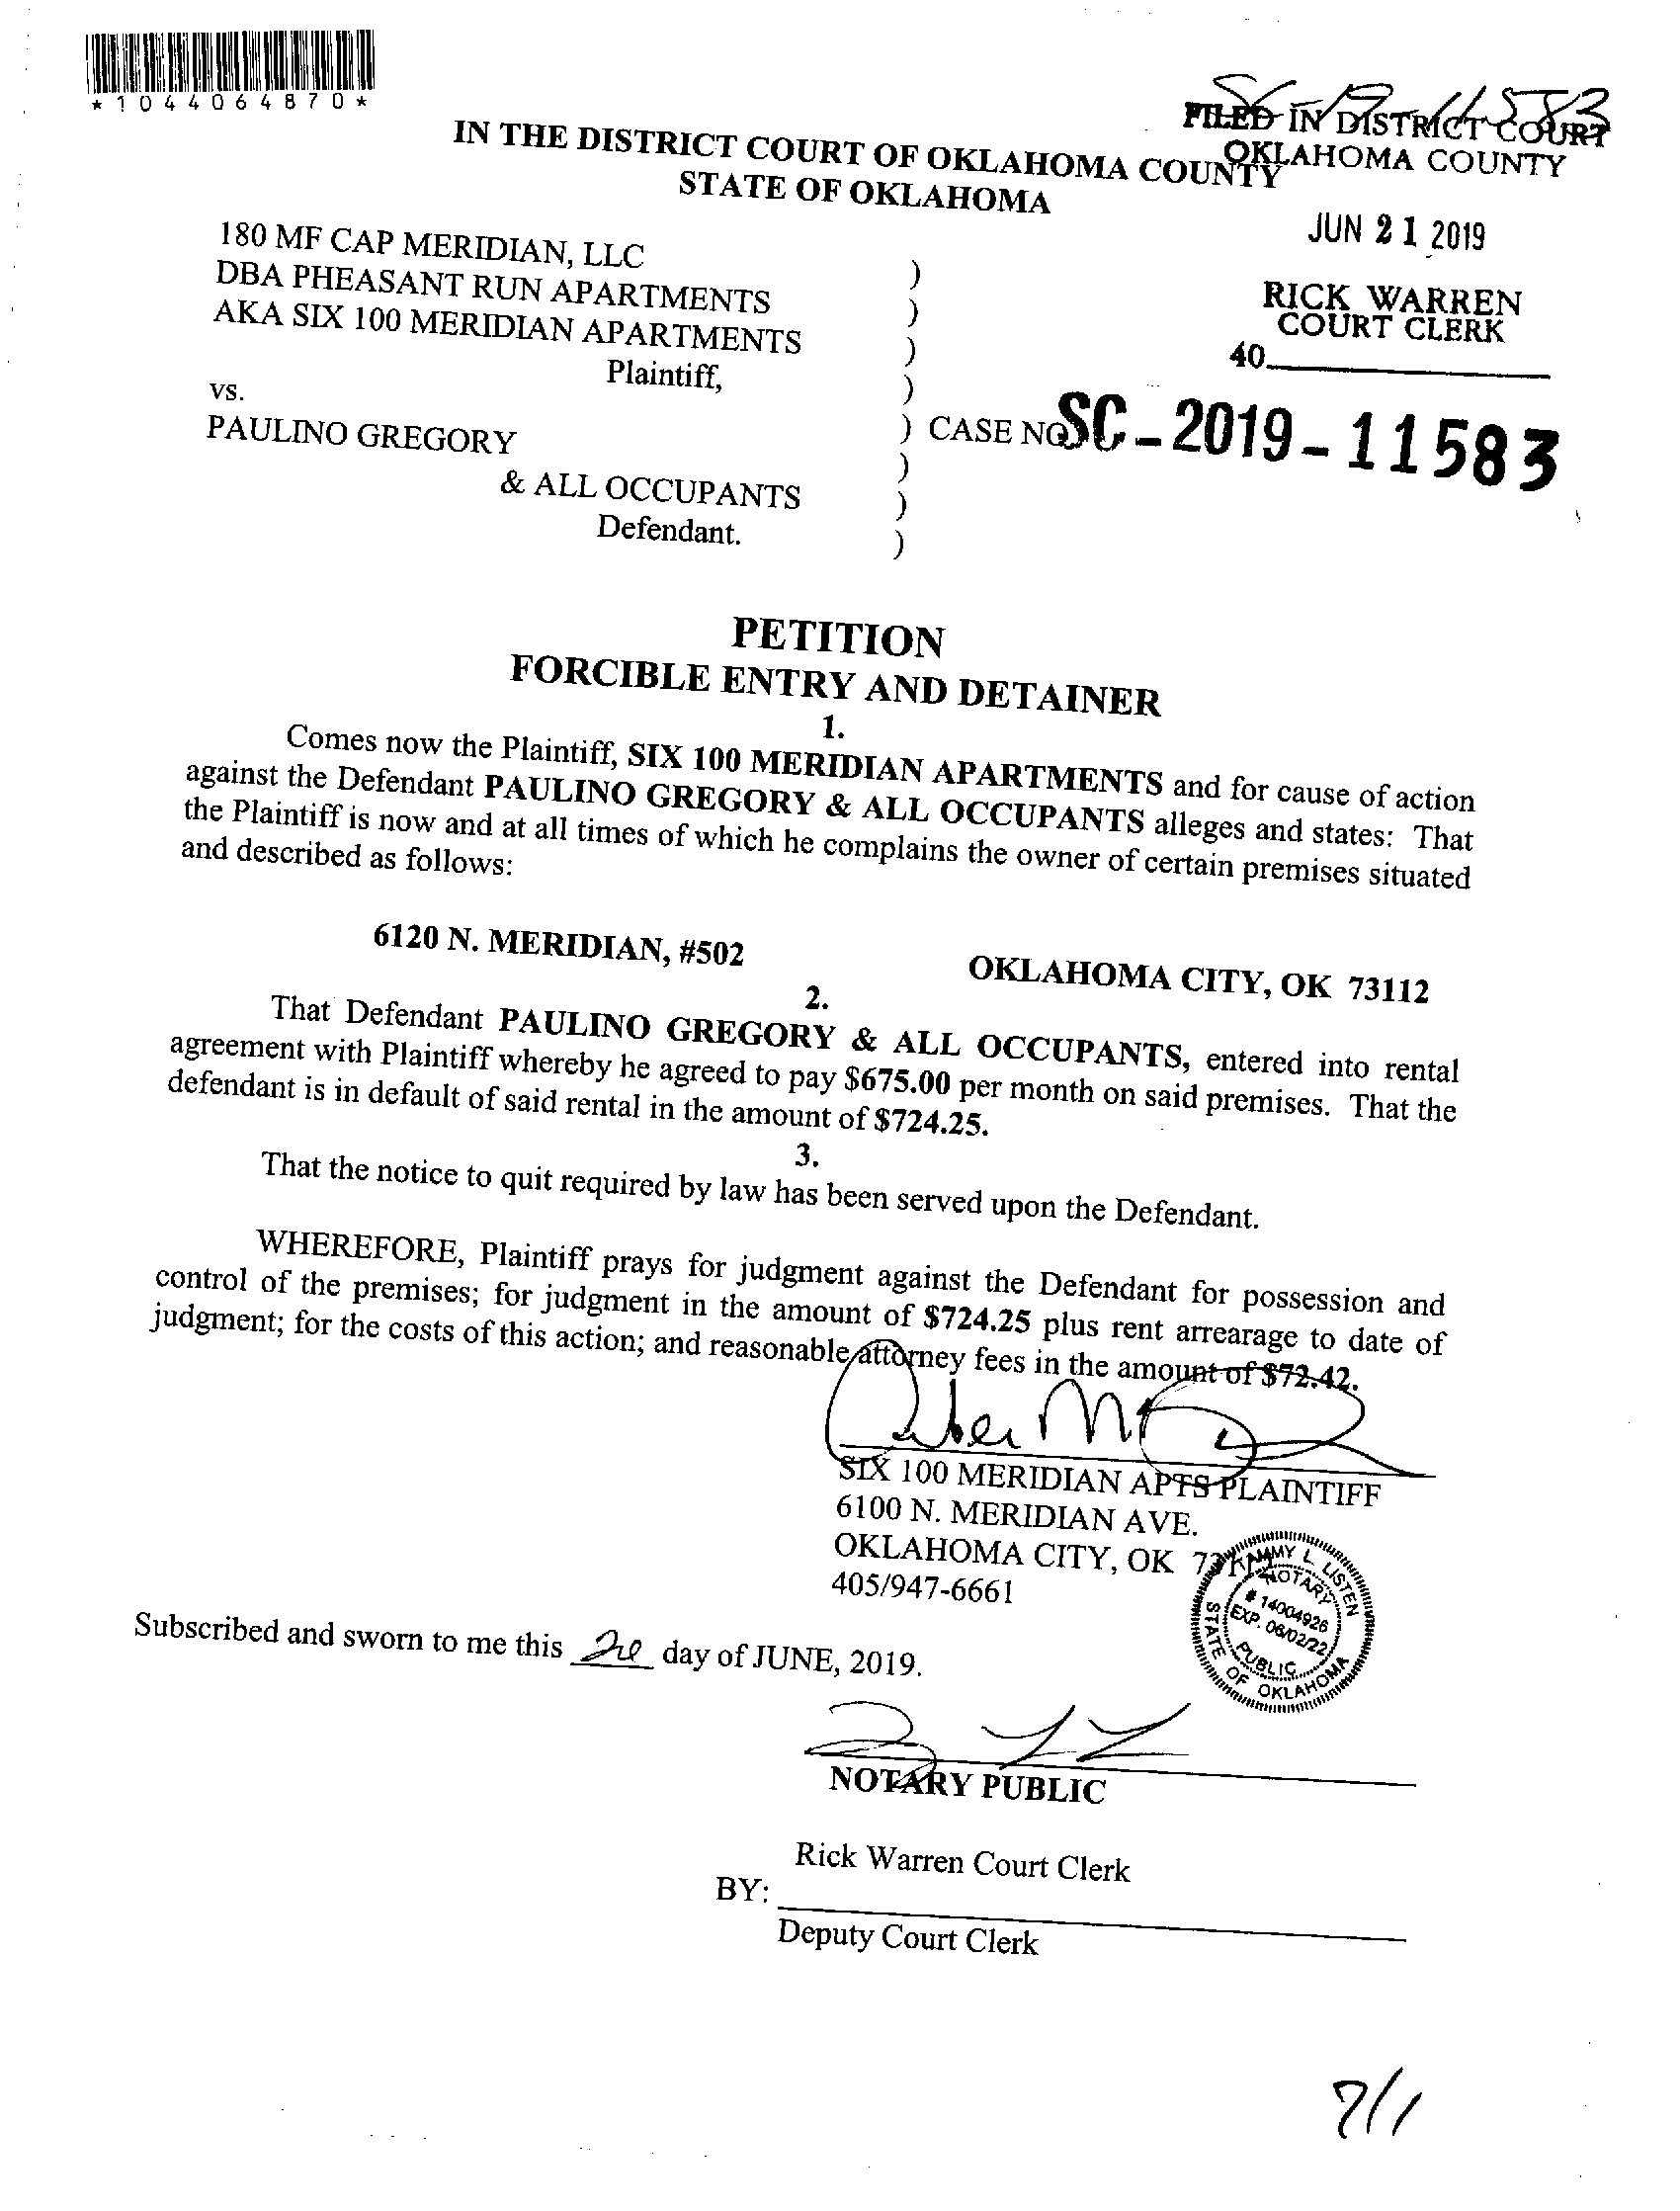 *1044064870*
SC-19-11583
FILED IN DISTRICT COURT
OKLAHOMA COUNTY
IN THE DISTRICT COURT OF OKLAHOMA COUNTY
STATE OF OKLAHOMA
JUN 21 2019
RICK WARREN
COURT CLERK
40
180 MF CAP MERIDIAN, LLC )
DBA PHEASANT RUN APARTMENTS )
AKA SIX 100 MERIDIAN APARTMENTS )
Plaintiff, )
vs.
PAULINO GREGORY ) CASE NO. SC-2019-11583
)
& ALL OCCUPANTS )
Defendant. )
PETITION
FORCIBLE ENTRY AND DETAINER
1.
Comes now the Plaintiff, SIX 100 MERIDIAN APARTMENTS and for cause of action
against the Defendant PAULINO GREGORY & ALL OCCUPANTS alleges and states: That
the Plaintiff is now and at all times of which he complains the owner of certain premises situated
and described as follows:
6120 N. MERIDIAN, #502 OKLAHOMA CITY, OK 73112
2.
That Defendant PAULINO GREGORY & ALL OCCUPANTS, entered into rental
agreement with Plaintiff whereby he agreed to pay $675.00 per month on said premises. That the
defendant is in default of said rental in the amount of $724.25.
3.
That the notice to quit required by law has been served upon the Defendant.
WHEREFORE, Plaintiff prays for judgment against the Defendant for possession and
control of the premises; for judgment in the amount of $724.25 plus rent arrearage to date of
judgment; for the costs of this action; and reasonable attorney fees in the amount of $72.42.
SIX 100 MERIDIAN APTS PLAINTIFF
6100 N. MERIDIAN AVE.
OKLAHOMA CITY, OK
405/947-6661
TAMMY L. LISTEN
NOTARY
# 14004926
EXP. 06/02/22
PUBLIC
STATE OF OKLAHOMA
Subscribed and sworn to me this day of JUNE, 2019.
NOTARY PUBLIC
Rick Warren Court Clerk
BY:
Deputy Court Clerk
7/1